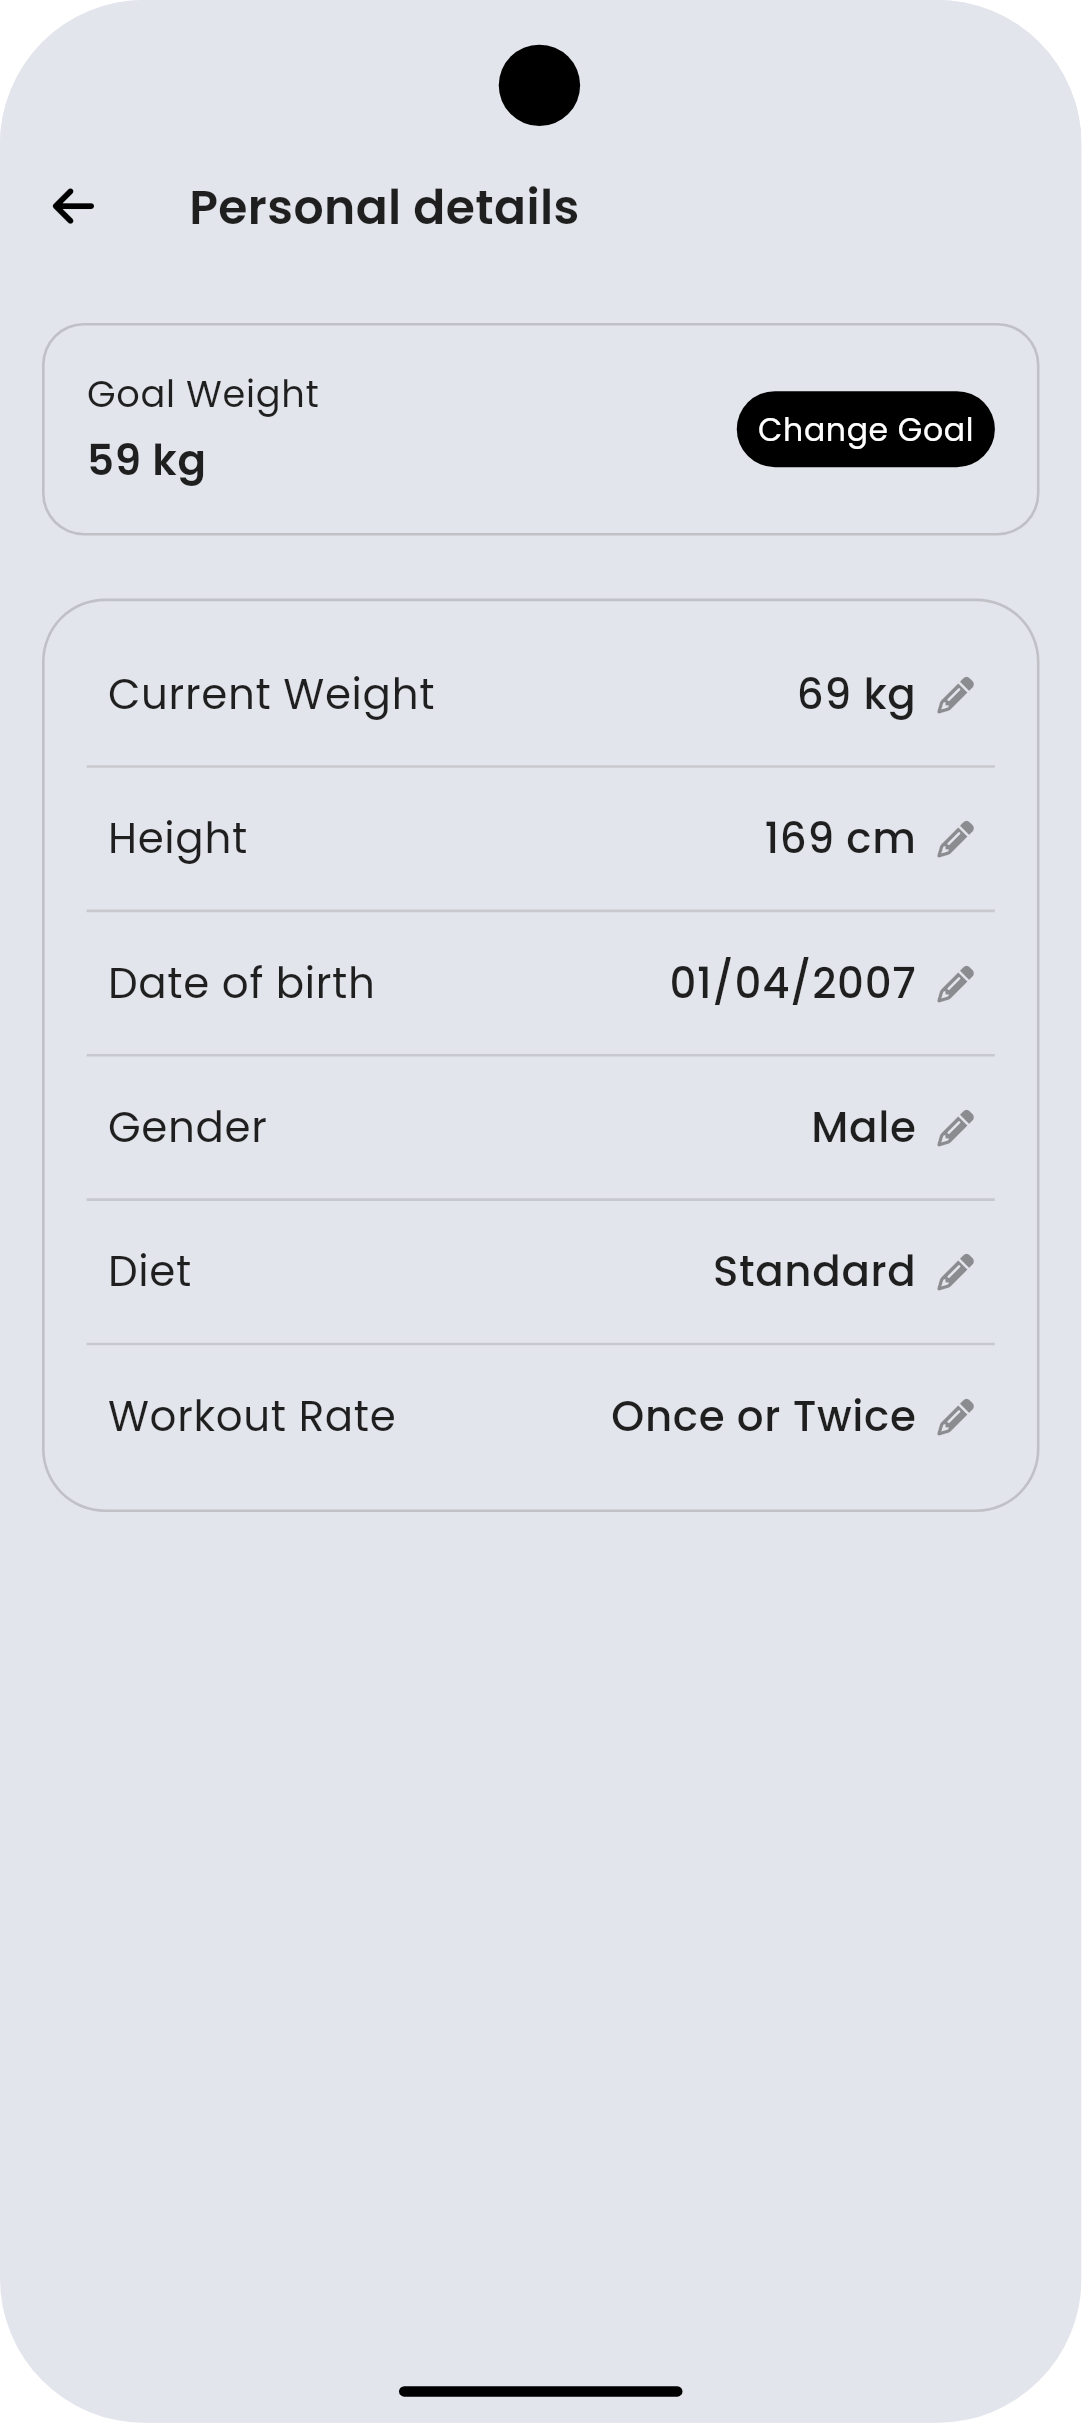 Personal details
Goal Weight
59 kg
Change Goal
Current Weight 69 kg
Height 169 cm
Date of birth 01/04/2007
Gender Male
Diet Standard
Workout Rate Once or Twice